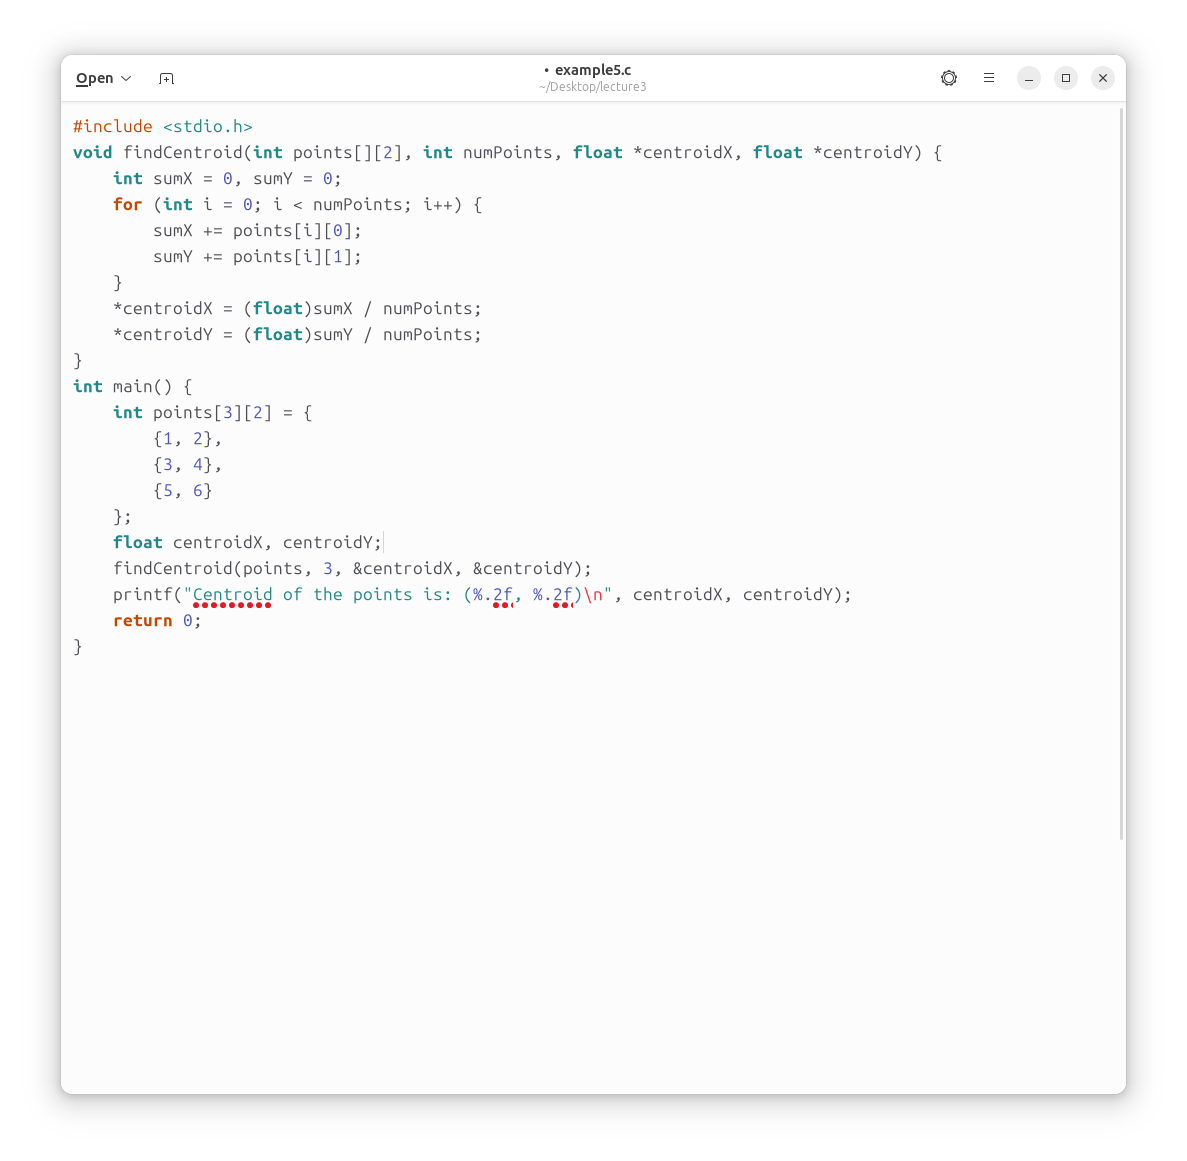 Open
• example5.c
~/Desktop/lecture3
#include <stdio.h>
void findCentroid(int points[][2], int numPoints, float *centroidX, float *centroidY) {
    int sumX = 0, sumY = 0;
    for (int i = 0; i < numPoints; i++) {
        sumX += points[i][0];
        sumY += points[i][1];
    }
    *centroidX = (float)sumX / numPoints;
    *centroidY = (float)sumY / numPoints;
}
int main() {
    int points[3][2] = {
        {1, 2},
        {3, 4},
        {5, 6}
    };
    float centroidX, centroidY;
    findCentroid(points, 3, &centroidX, &centroidY);
    printf("Centroid of the points is: (%.2f, %.2f)\n", centroidX, centroidY);
    return 0;
}